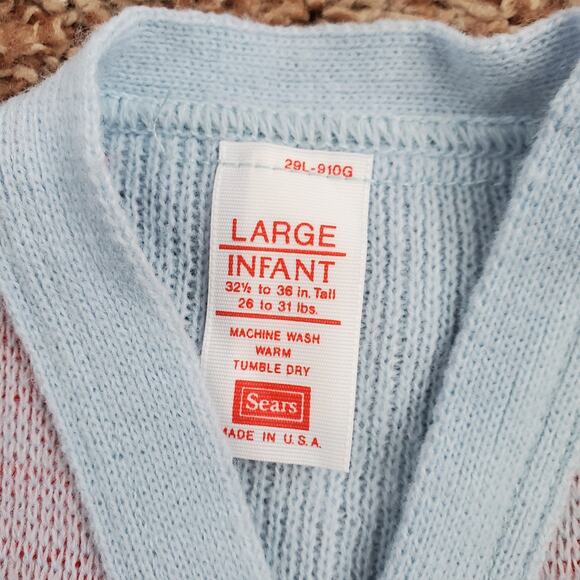 29L-910G
LARGE
INFANT
32½ to 36 in. Tall
26 to 31 lbs.
MACHINE WASH
WARM
TUMBLE DRY
Sears
MADE IN U.S.A.